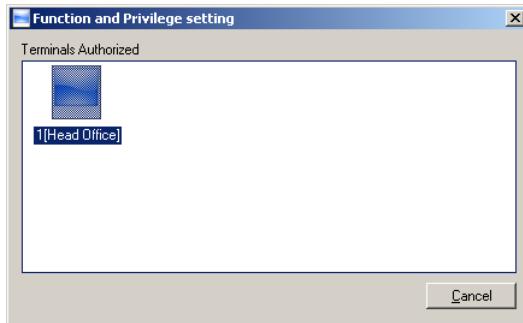 Function and Privilege setting
Terminals Authorized
1[Head Office]
Cancel